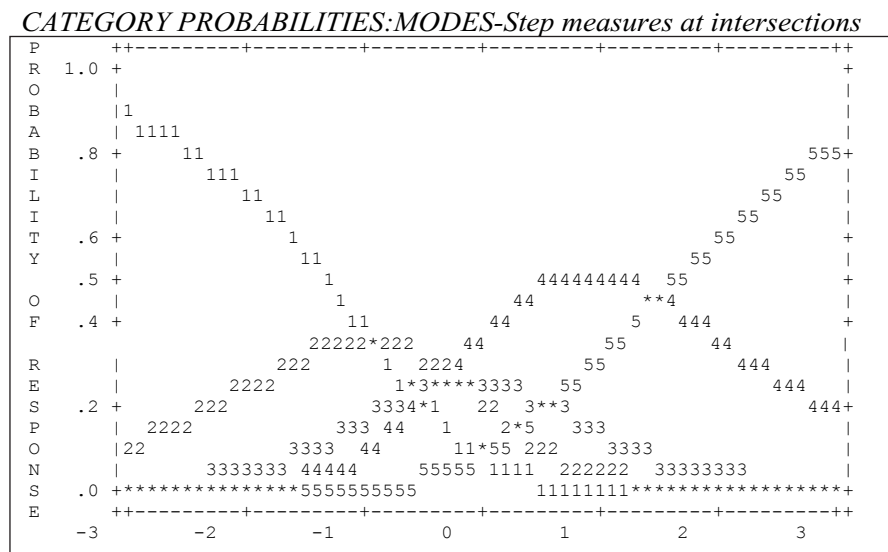 CATEGORY PROBABILITIES:MODES-Step measures at intersections
P      ++---------+---------+---------+---------+---------+---------++
R  1.0 +                                                             +
O      |                                                             |
B      |1                                                            |
A      | 1111                                                        |
B   .8 +     11                                                   555+
I      |       111                                              55   |
L      |          11                                          55     |
I      |            11                                      55       |
T   .6 +              1                                   55         +
Y      |               11                               55           |
    .5 +                 1                 444444444  55             +
O      |                  1              44         **4              |
F   .4 +                   11          44          5   444           +
       |                22222*222    44          55       44         |
R      |             222      1  2224          55           444      |
E      |         2222          1*3****3333   55                444   |
S   .2 +      222            3334*1   22  3**3                    444+
P      |  2222            333 44   1    2*5   333                    |
O      |22            3333  44      11*55 222    3333                |
N      |       3333333 44444     55555 1111  222222  33333333        |
S   .0 +***************5555555555          11111111******************+
E      ++---------+---------+---------+---------+---------+---------++
-3 -2 -1 0 1 2 3